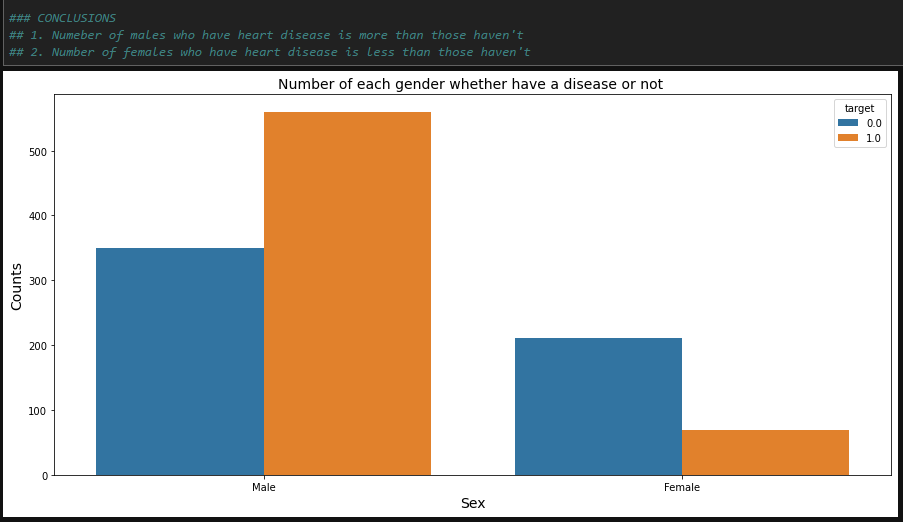 ### CONCLUSIONS
## 1. Numeber of males who have heart disease is more than those haven't
## 2. Number of females who have heart disease is less than those haven't
Number of each gender whether have a disease or not
target
0.0
1.0
500
400
300
200
100
0
Counts
Male Female
Sex